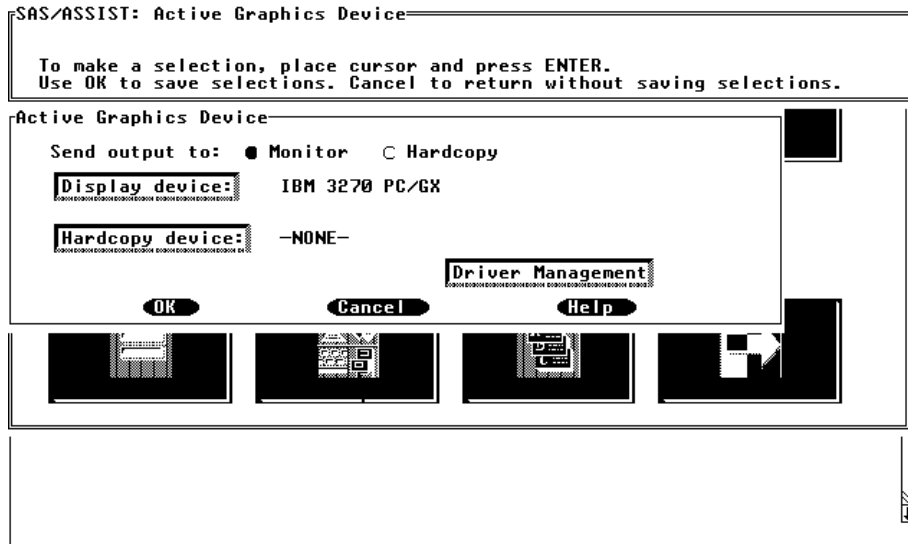 SAS/ASSIST: Active Graphics Device
To make a selection, place cursor and press ENTER.
Use OK to save selections. Cancel to return without saving selections.
Active Graphics Device
Send output to: Monitor Hardcopy
Display device: IBM 3270 PC/GX
Hardcopy device: —NONE—
Driver Management
OK Cancel Help